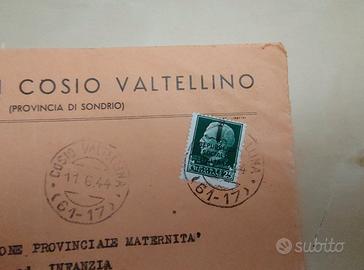 I COSIO VALTELLINO
(PROVINCIA DI SONDRIO)
COSIO VALTELLINA
11.6.44
(61-17)
(61-17)
ONE PROVINCIALE MATERNITA'
INFANZIA
subito